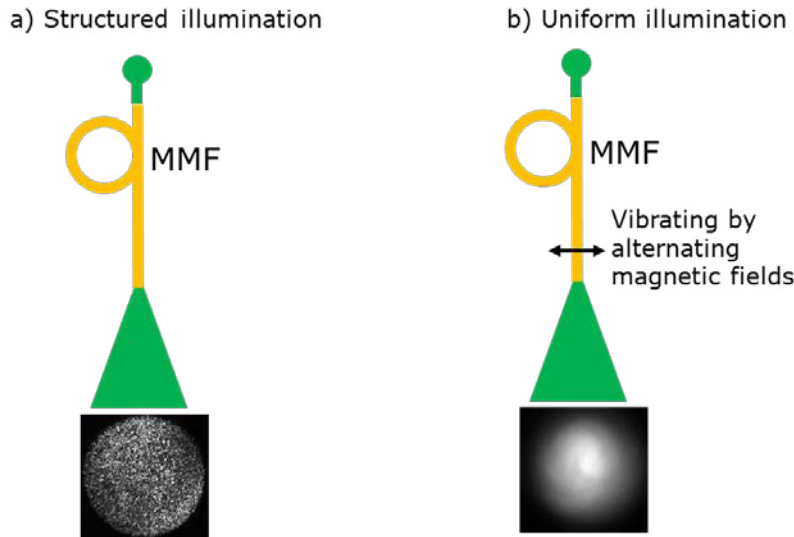 a) Structured illumination
b) Uniform illumination
MMF
MMF
Vibrating by
alternating
magnetic fields